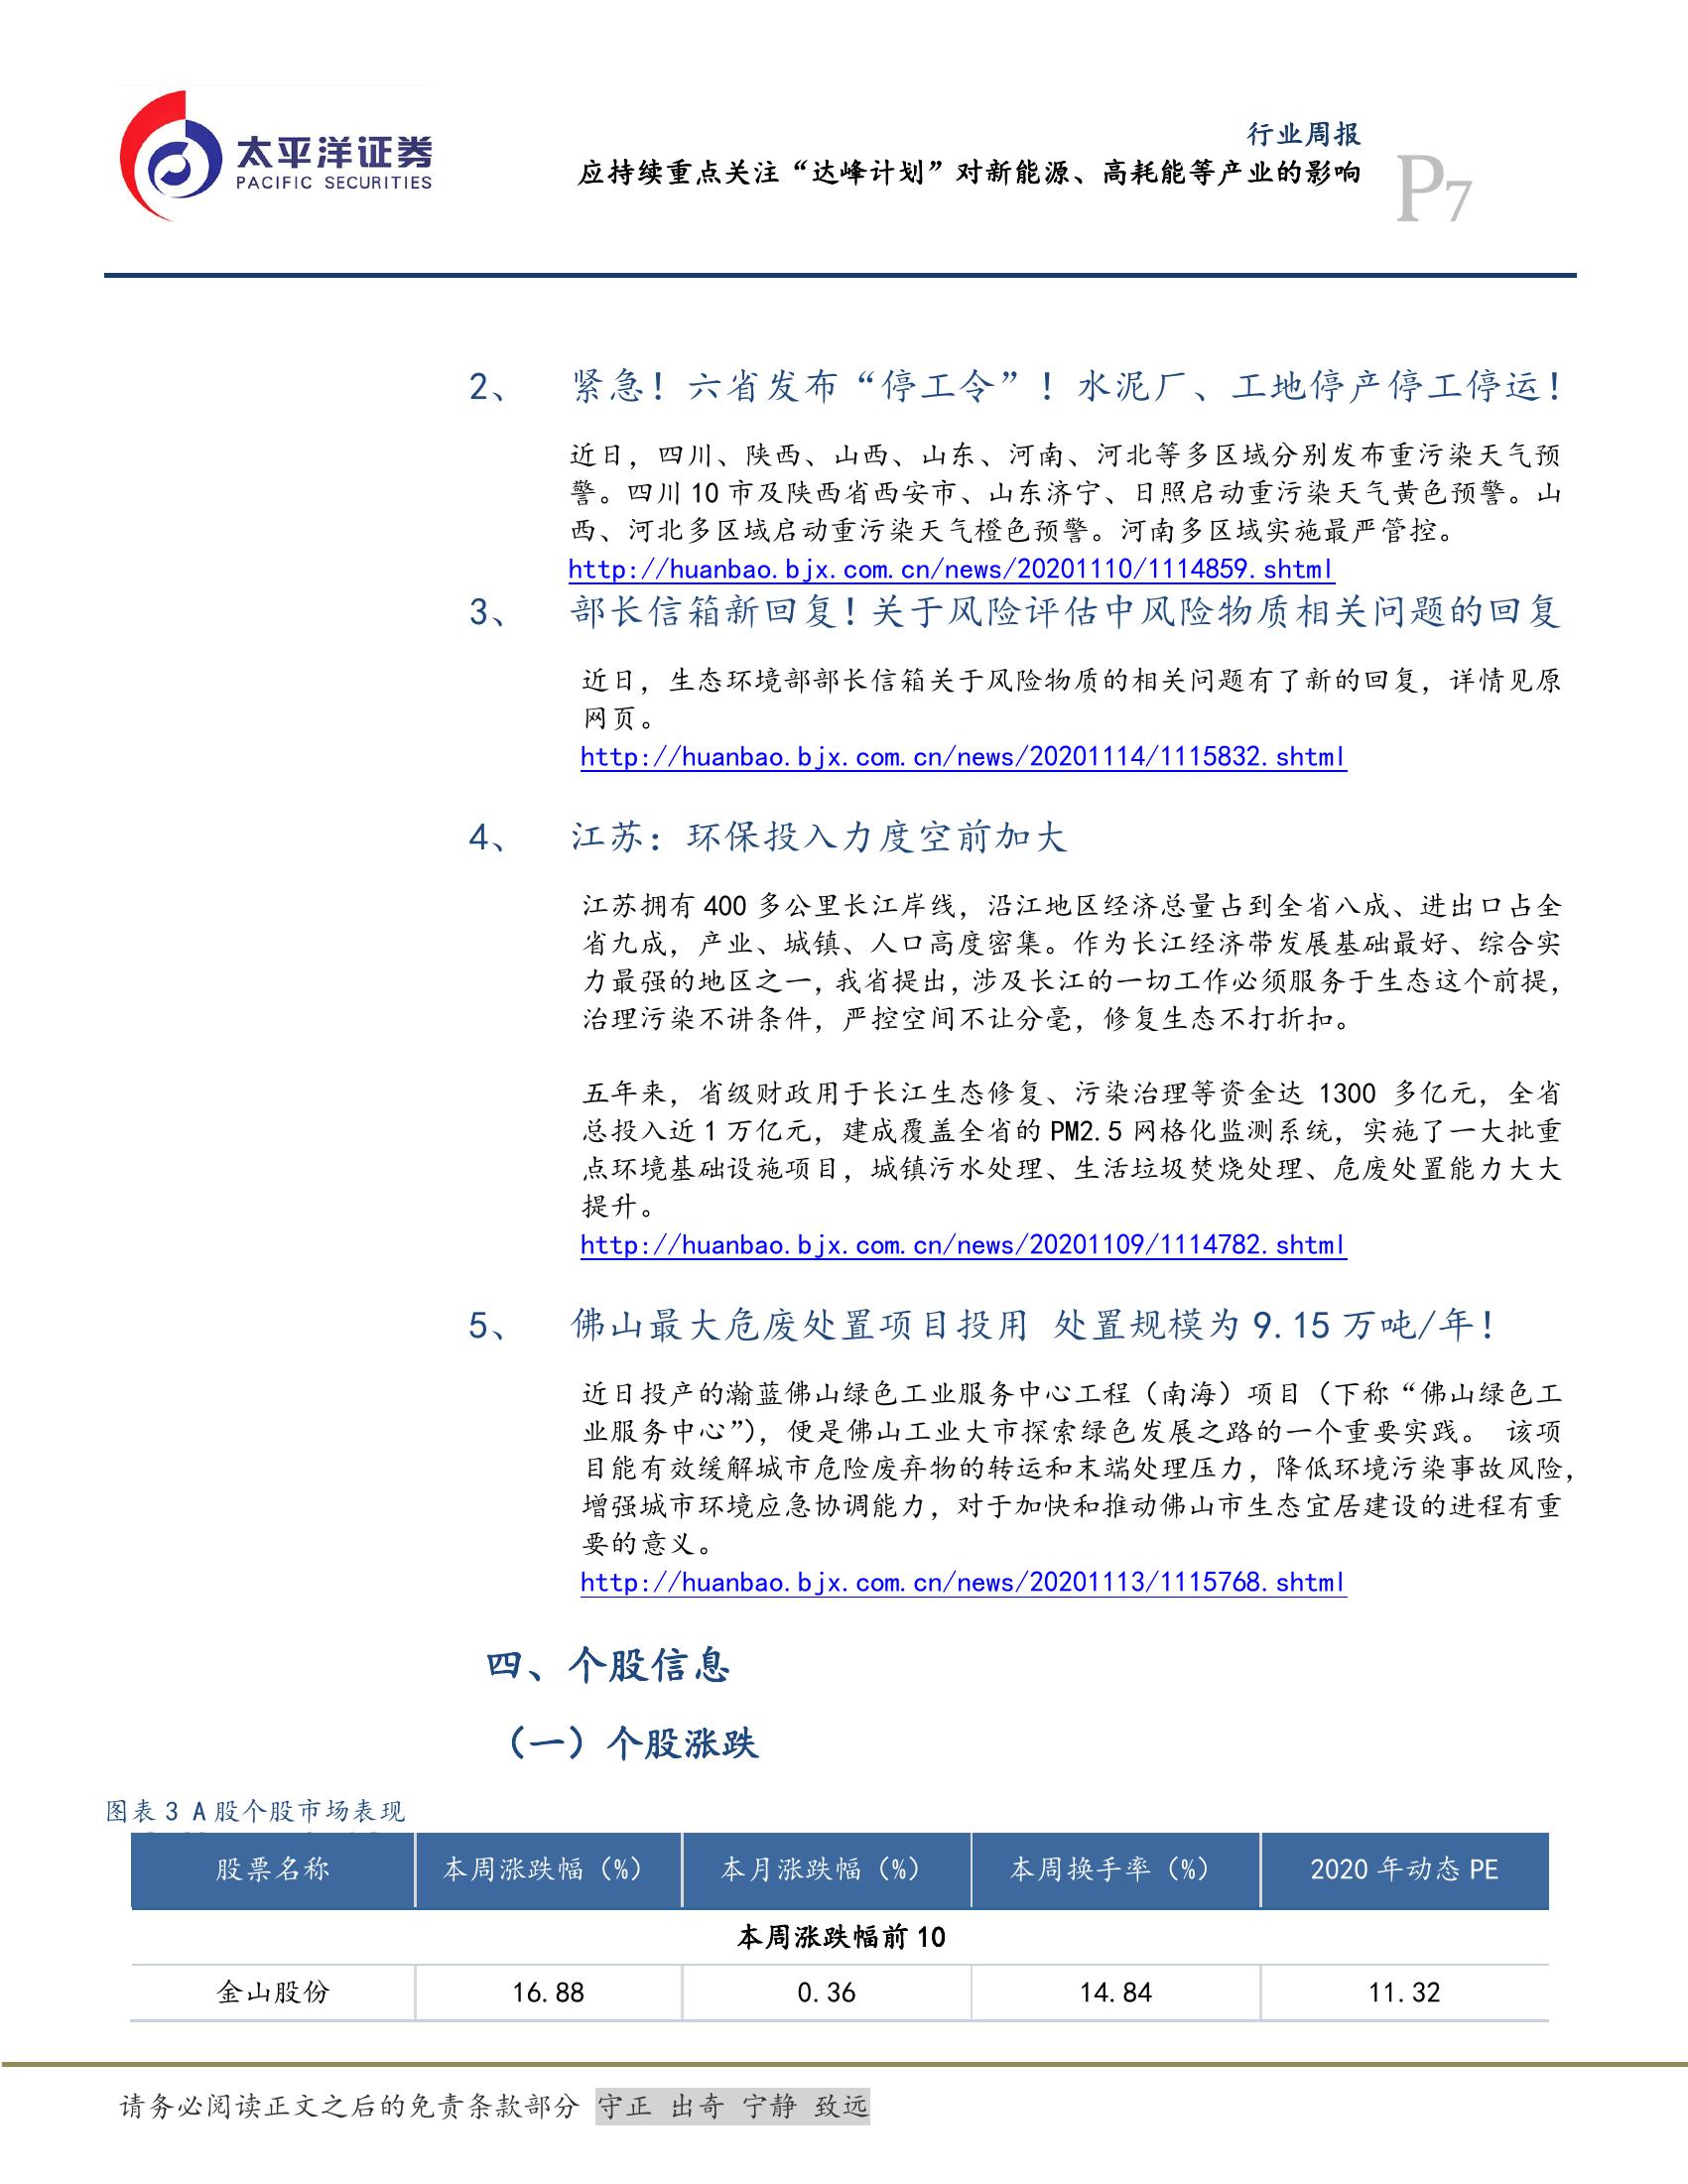 太平洋证券
PACIFIC SECURITIES
行业周报
应持续重点关注“达峰计划”对新能源、高耗能等产业的影响
P7
2、 紧急！六省发布“停工令”！水泥厂、工地停产停工停运！
近日，四川、陕西、山西、山东、河南、河北等多区域分别发布重污染天气预
警。四川 10 市及陕西省西安市、山东济宁、日照启动重污染天气黄色预警。山
西、河北多区域启动重污染天气橙色预警。河南多区域实施最严管控。
http://huanbao.bjx.com.cn/news/20201110/1114859.shtml
3、 部长信箱新回复！关于风险评估中风险物质相关问题的回复
近日，生态环境部部长信箱关于风险物质的相关问题有了新的回复，详情见原
网页。
http://huanbao.bjx.com.cn/news/20201114/1115832.shtml
4、 江苏：环保投入力度空前加大
江苏拥有 400 多公里长江岸线，沿江地区经济总量占到全省八成、进出口占全
省九成，产业、城镇、人口高度密集。作为长江经济带发展基础最好、综合实
力最强的地区之一，我省提出，涉及长江的一切工作必须服务于生态这个前提，
治理污染不讲条件，严控空间不让分毫，修复生态不打折扣。
五年来，省级财政用于长江生态修复、污染治理等资金达 1300 多亿元，全省
总投入近 1 万亿元，建成覆盖全省的 PM2.5 网格化监测系统，实施了一大批重
点环境基础设施项目，城镇污水处理、生活垃圾焚烧处理、危废处置能力大大
提升。
http://huanbao.bjx.com.cn/news/20201109/1114782.shtml
5、 佛山最大危废处置项目投用 处置规模为 9.15 万吨/年！
近日投产的瀚蓝佛山绿色工业服务中心工程（南海）项目（下称“佛山绿色工
业服务中心”），便是佛山工业大市探索绿色发展之路的一个重要实践。 该项
目能有效缓解城市危险废弃物的转运和末端处理压力，降低环境污染事故风险，
增强城市环境应急协调能力，对于加快和推动佛山市生态宜居建设的进程有重
要的意义。
http://huanbao.bjx.com.cn/news/20201113/1115768.shtml
四、个股信息
（一）个股涨跌
图表 3 A 股个股市场表现
股票名称 本周涨跌幅（%） 本月涨跌幅（%） 本周换手率（%） 2020 年动态 PE
本周涨跌幅前 10
金山股份 16.88 0.36 14.84 11.32
请务必阅读正文之后的免责条款部分 守正 出奇 宁静 致远